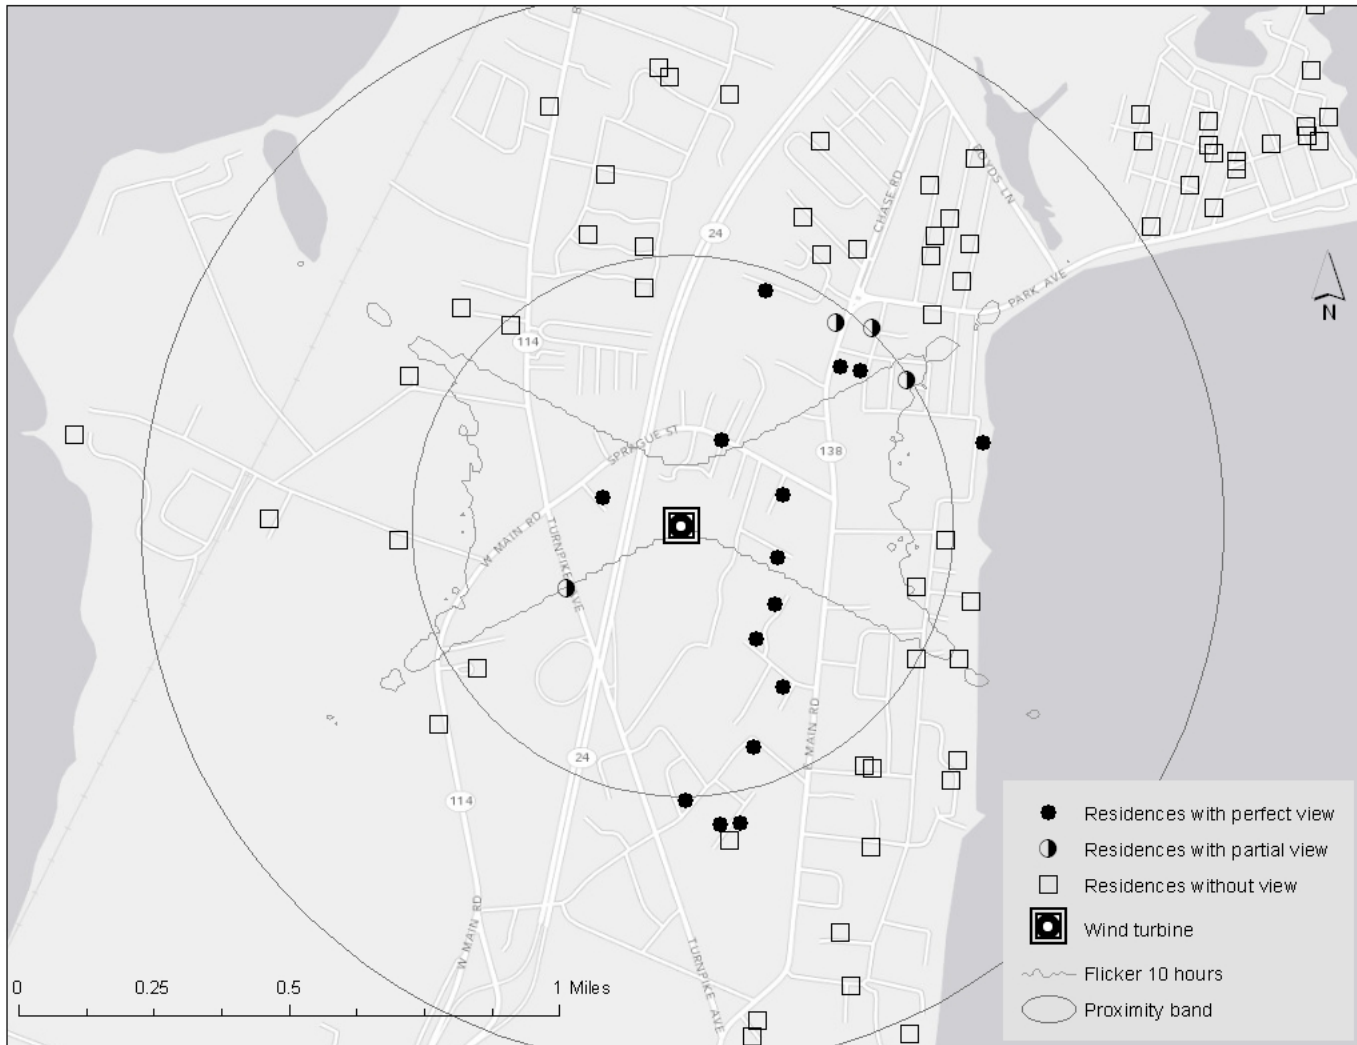 BOYDS LN
CHASE RD
24
PARK AVE
N
114
SPRAGUE ST
138
W MAIN RD
TURNPIKE AVE
E MAIN RD
24
114
W MAIN RD
TURNPIKE AVE
0 0.25 0.5 1 Miles
Residences with perfect view
Residences with partial view
Residences without view
Wind turbine
Flicker 10 hours
Proximity band